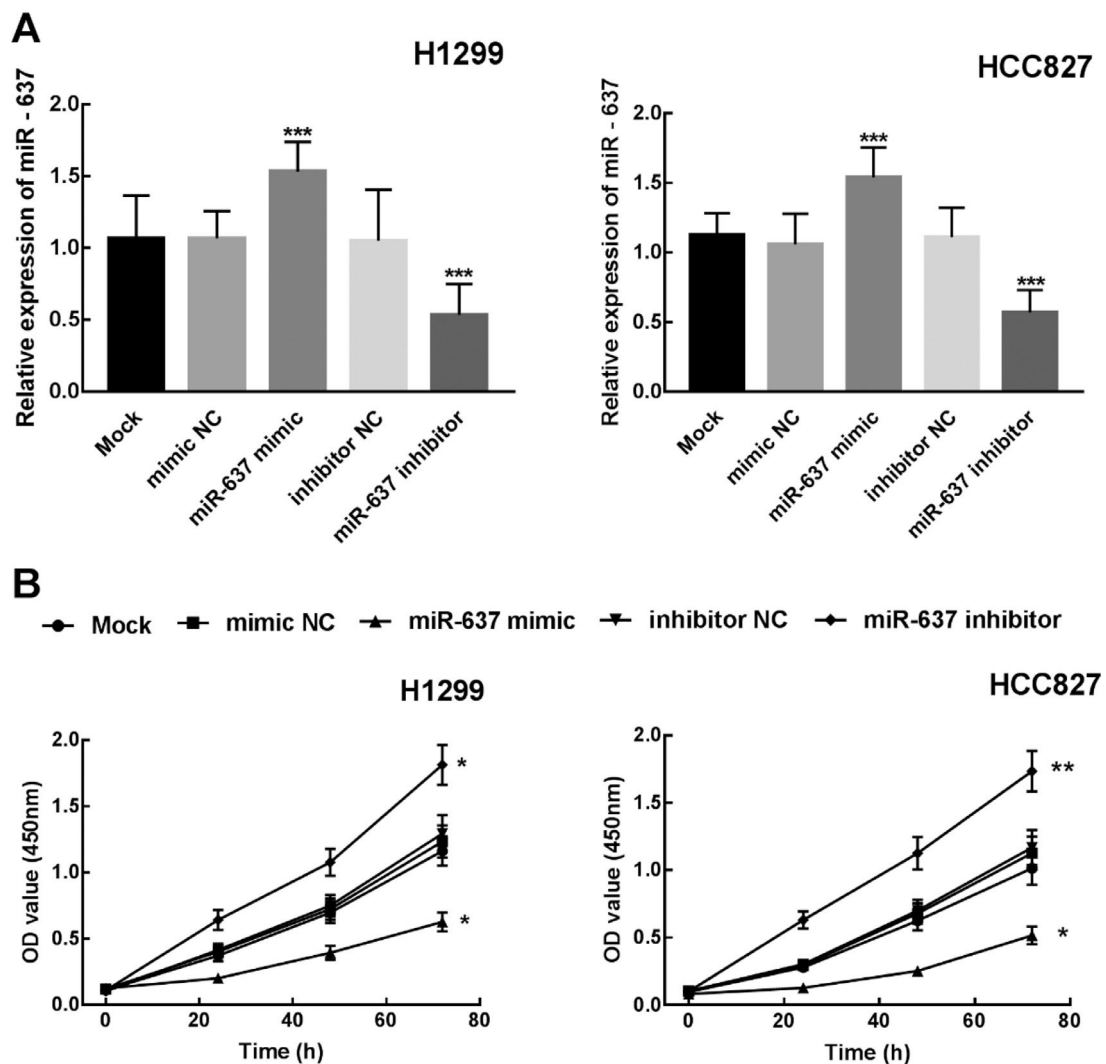 A
H1299
Relative expression of miR - 637
2.0
1.5
1.0
0.5
0.0
***
***
Mock
mimic NC
miR-637 mimic
inhibitor NC
miR-637 inhibitor
HCC827
Relative expression of miR - 637
2.0
1.5
1.0
0.5
0.0
***
***
Mock
mimic NC
miR-637 mimic
inhibitor NC
miR-637 inhibitor
B
Mock mimic NC miR-637 mimic inhibitor NC miR-637 inhibitor
H1299
OD value (450nm)
2.0
1.5
1.0
0.5
0.0
*
*
0 20 40 60 80
Time (h)
HCC827
OD value (450nm)
2.0
1.5
1.0
0.5
0.0
**
*
0 20 40 60 80
Time (h)